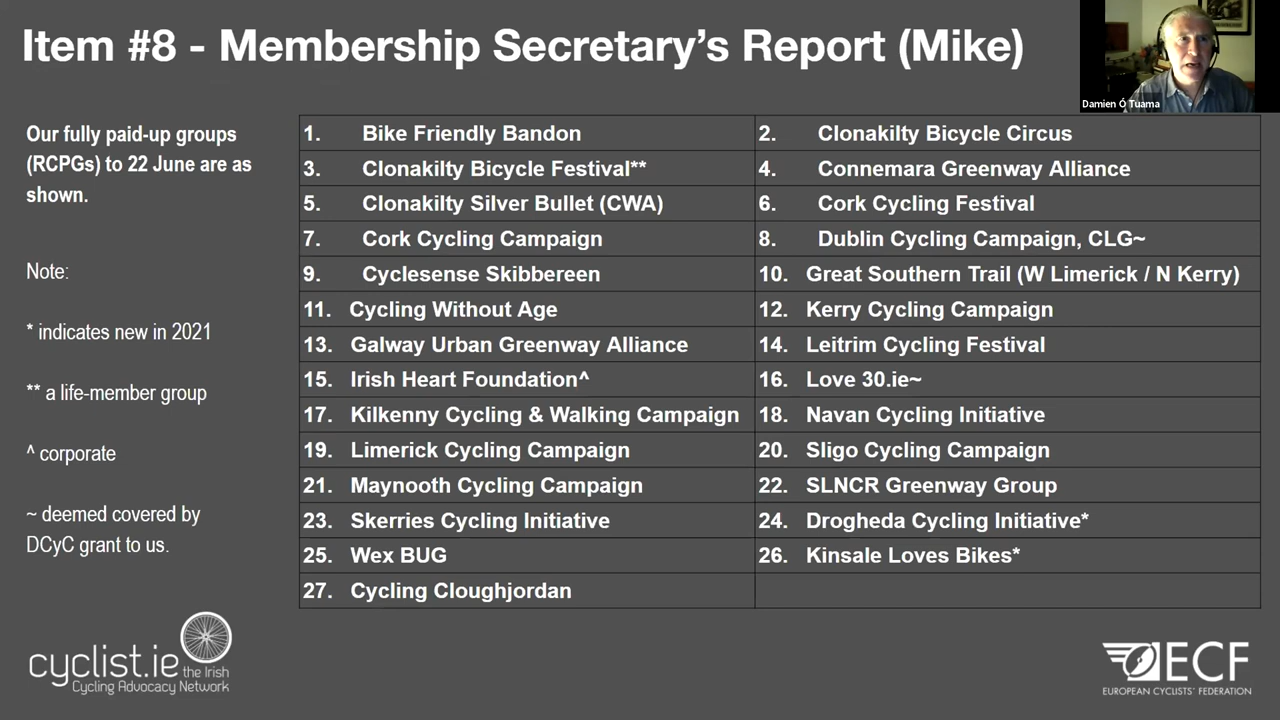 Item #8 - Membership Secretary's Report (Mike)
Damien Ó Tuama
Our fully paid-up groups
(RCPGs) to 22 June are as
shown.
Note:
* indicates new in 2021
** a life-member group
^ corporate
~ deemed covered by
DCyC grant to us.
1. Bike Friendly Bandon
2. Clonakilty Bicycle Circus
3. Clonakilty Bicycle Festival**
4. Connemara Greenway Alliance
5. Clonakilty Silver Bullet (CWA)
6. Cork Cycling Festival
7. Cork Cycling Campaign
8. Dublin Cycling Campaign, CLG~
9. Cyclesense Skibbereen
10. Great Southern Trail (W Limerick / N Kerry)
11. Cycling Without Age
12. Kerry Cycling Campaign
13. Galway Urban Greenway Alliance
14. Leitrim Cycling Festival
15. Irish Heart Foundation^
16. Love 30.ie~
17. Kilkenny Cycling & Walking Campaign
18. Navan Cycling Initiative
19. Limerick Cycling Campaign
20. Sligo Cycling Campaign
21. Maynooth Cycling Campaign
22. SLNCR Greenway Group
23. Skerries Cycling Initiative
24. Drogheda Cycling Initiative*
25. Wex BUG
26. Kinsale Loves Bikes*
27. Cycling Cloughjordan
cyclist.ie the Irish
Cycling Advocacy Network
ECF
EUROPEAN CYCLISTS' FEDERATION